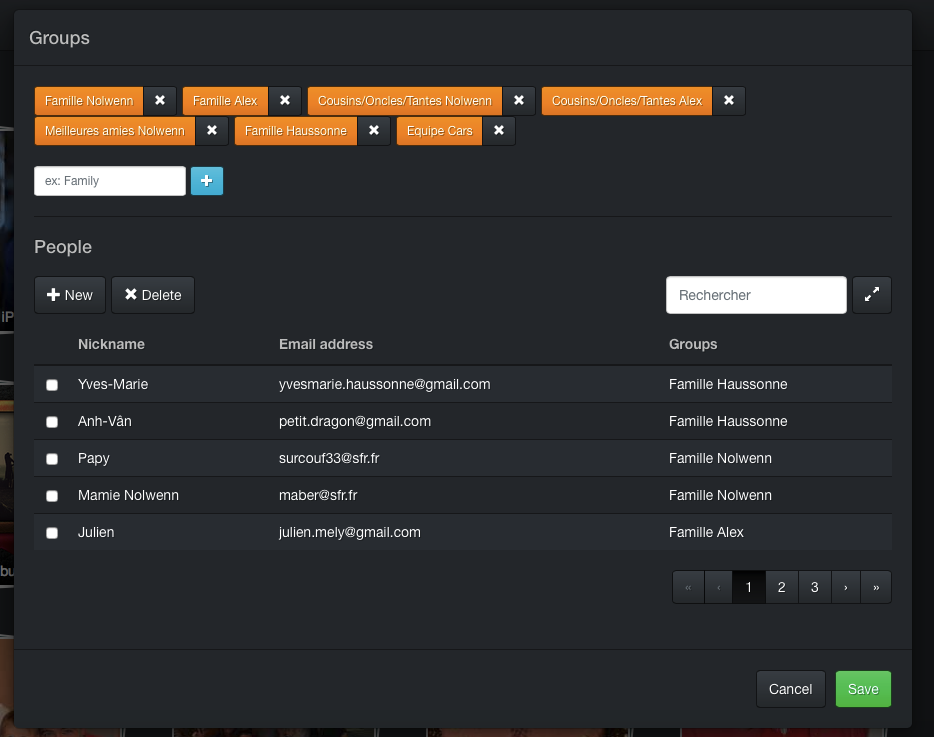 Groups
Famille Nolwenn ✖ Famille Alex ✖ Cousins/Oncles/Tantes Nolwenn ✖ Cousins/Oncles/Tantes Alex ✖
Meilleures amies Nolwenn ✖ Famille Haussonne ✖ Equipe Cars ✖
ex: Family +
People
+ New ✖ Delete Rechercher
Nickname Email address Groups
Yves-Marie yvesmarie.haussonne@gmail.com Famille Haussonne
Anh-Vân petit.dragon@gmail.com Famille Haussonne
Papy surcouf33@sfr.fr Famille Nolwenn
Mamie Nolwenn maber@sfr.fr Famille Nolwenn
Julien julien.mely@gmail.com Famille Alex
« ‹ 1 2 3 › »
Cancel Save